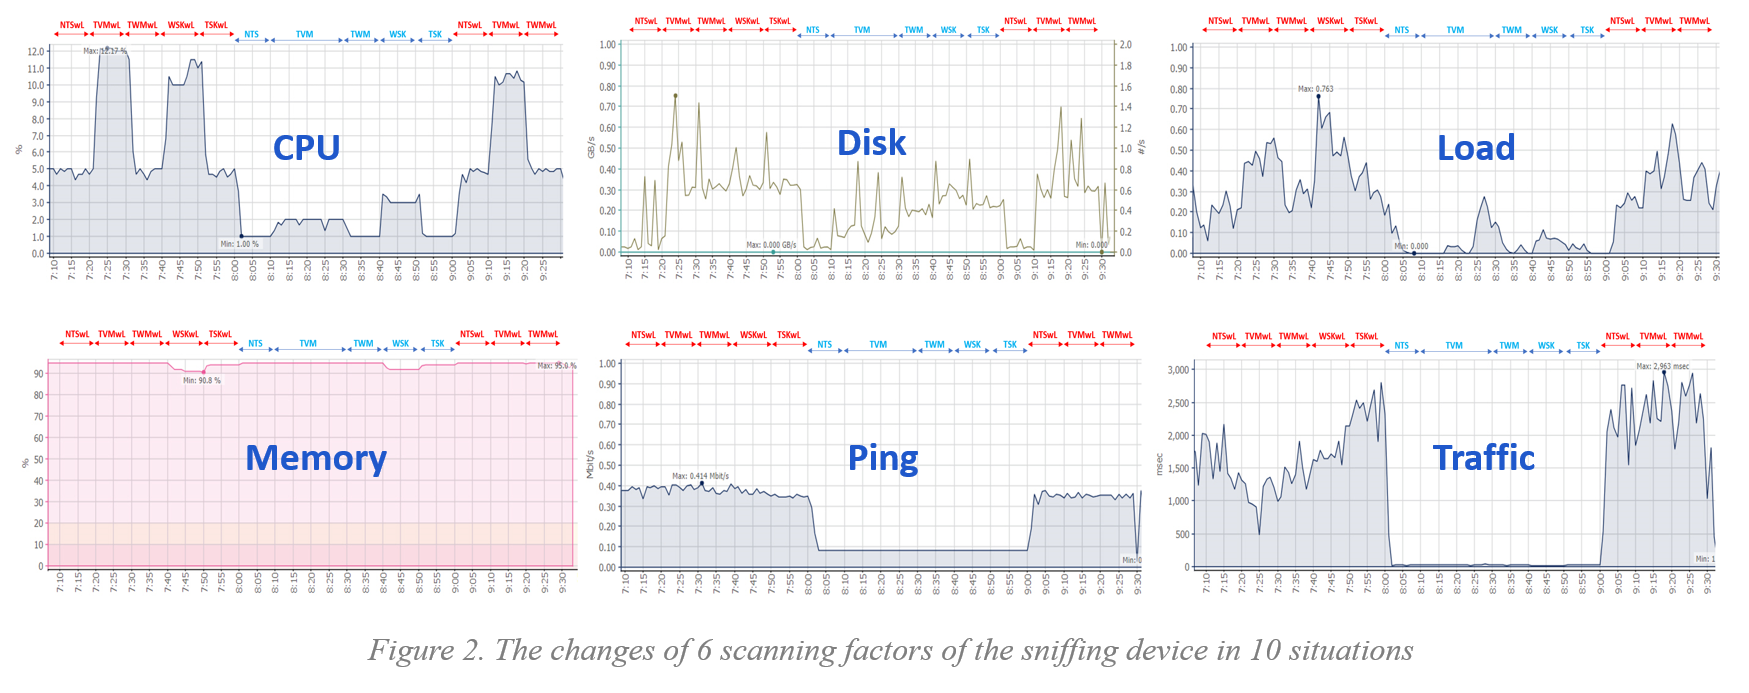 NTSwL TVMwL TWMwL WSKwL TSKwL NTS TVM TWM WSK TSK NTSwL TVMwL TWMwL
12.0
11.0
10.0
9.0
8.0
7.0
6.0
5.0
4.0
3.0
2.0
1.0
0.0
%
Max: 12.17 %
CPU
Min: 1.00 %
7:10 7:15 7:20 7:25 7:30 7:35 7:40 7:45 7:50 7:55 8:00 8:05 8:10 8:15 8:20 8:25 8:30 8:35 8:40 8:45 8:50 8:55 9:00 9:05 9:10 9:15 9:20 9:25
NTSwL TVMwL TWMwL WSKwL TSKwL NTS TVM TWM WSK TSK NTSwL TVMwL TWMwL
1.00 2.0
0.90 1.8
0.80 1.6
0.70 1.4
0.60 1.2
0.50 1.0
0.40 0.8
0.30 0.6
0.20 0.4
0.10 0.2
0.00 0.0
GB/s
#/s
Disk
Max: 0.000 GB/s
Min: 0.000
7:10 7:15 7:20 7:25 7:30 7:35 7:40 7:45 7:50 7:55 8:00 8:05 8:10 8:15 8:20 8:25 8:30 8:35 8:40 8:45 8:50 8:55 9:00 9:05 9:10 9:15 9:20 9:25 9:30
NTSwL TVMwL TWMwL WSKwL TSKwL NTS TVM TWM WSK TSK NTSwL TVMwL TWMwL
1.00
0.90
0.80
0.70
0.60
0.50
0.40
0.30
0.20
0.10
0.00
Max: 0.763
Load
Min: 0.000
7:10 7:15 7:20 7:25 7:30 7:35 7:40 7:45 7:50 7:55 8:00 8:05 8:10 8:15 8:20 8:25 8:30 8:35 8:40 8:45 8:50 8:55 9:00 9:05 9:10 9:15 9:20 9:25 9:30
NTSwL TVMwL TWMwL WSKwL TSKwL NTS TVM TWM WSK TSK NTSwL TVMwL TWMwL
90
80
70
60
50
40
30
20
10
0
%
Max: 95.0 %
Min: 90.8 %
Memory
7:10 7:15 7:20 7:25 7:30 7:35 7:40 7:45 7:50 7:55 8:00 8:05 8:10 8:15 8:20 8:25 8:30 8:35 8:40 8:45 8:50 8:55 9:00 9:05 9:10 9:15 9:20 9:25 9:30
NTSwL TVMwL TWMwL WSKwL TSKwL NTS TVM TWM WSK TSK NTSwL TVMwL TWMwL
1.00
0.90
0.80
0.70
0.60
0.50
0.40
0.30
0.20
0.10
0.00
Mbit/s
Max: 0.414 Mbit/s
Ping
Min: 0
7:10 7:15 7:20 7:25 7:30 7:35 7:40 7:45 7:50 7:55 8:00 8:05 8:10 8:15 8:20 8:25 8:30 8:35 8:40 8:45 8:50 8:55 9:00 9:05 9:10 9:15 9:20 9:25 9:30
NTSwL TVMwL TWMwL WSKwL TSKwL NTS TVM TWM WSK TSK NTSwL TVMwL TWMwL
3,000
2,500
2,000
1,500
1,000
500
0
msec
Max: 2,963 msec
Traffic
Min: 1
7:10 7:15 7:20 7:25 7:30 7:35 7:40 7:45 7:50 7:55 8:00 8:05 8:10 8:15 8:20 8:25 8:30 8:35 8:40 8:45 8:50 8:55 9:00 9:05 9:10 9:15 9:20 9:25 9:30
Figure 2. The changes of 6 scanning factors of the sniffing device in 10 situations